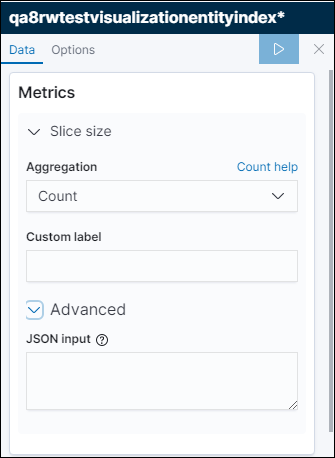 qa8rwtestvisualizationentityindex*
Data Options
Metrics
Slice size
Aggregation Count help
Count
Custom label
Advanced
JSON input